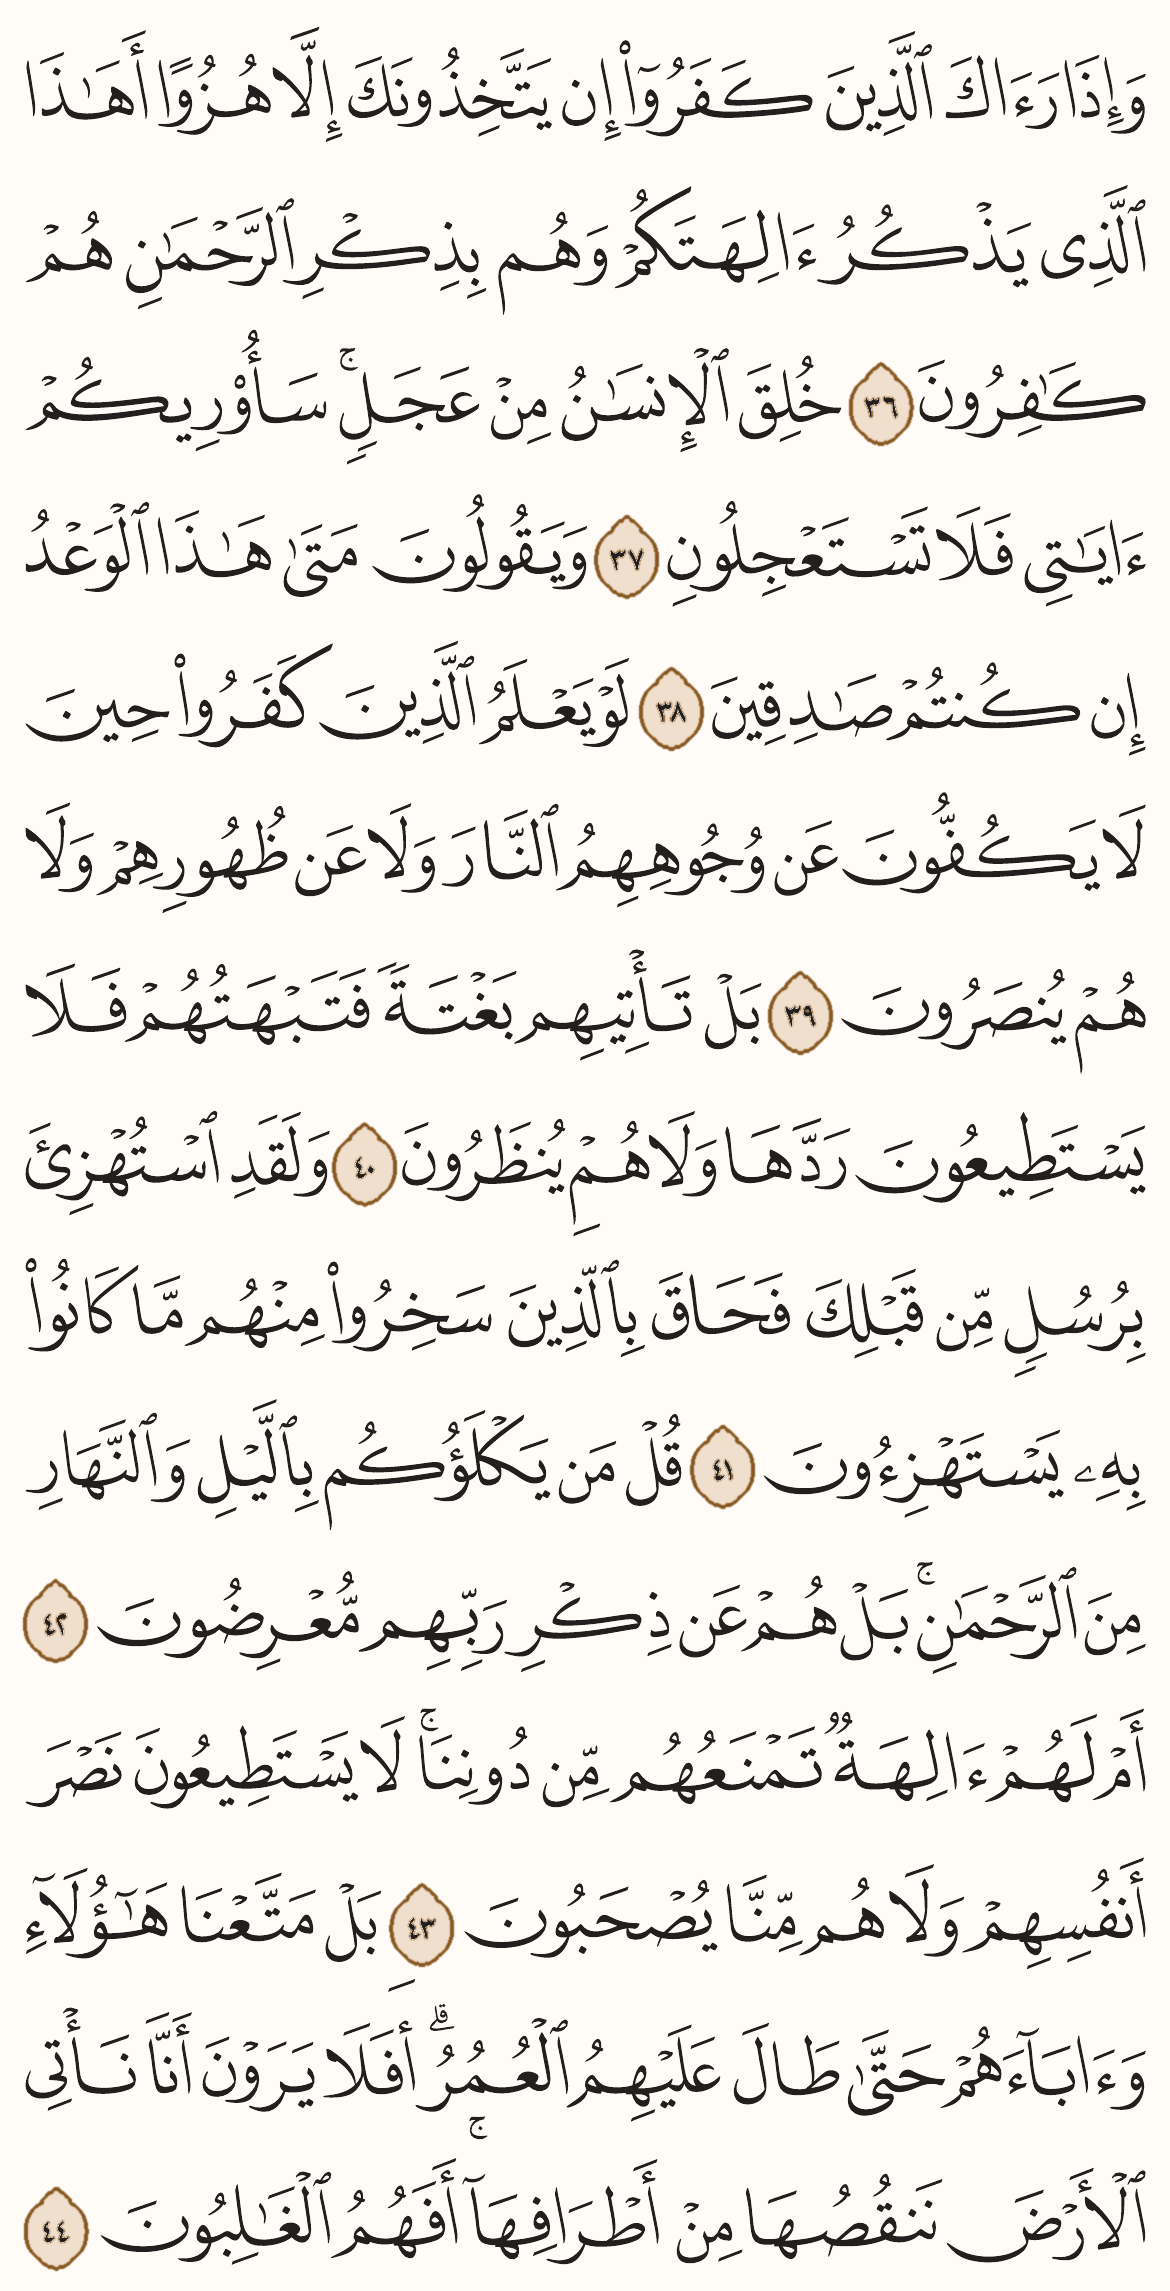 وَإِذَا رَءَاكَ ٱلَّذِينَ كَفَرُوٓا۟ إِن يَتَّخِذُونَكَ إِلَّا هُزُوًا أَهَـٰذَا
ٱلَّذِى يَذْكُرُ ءَالِهَتَكُمْ وَهُم بِذِكْرِ ٱلرَّحْمَـٰنِ هُمْ
كَـٰفِرُونَ ٣٦ خُلِقَ ٱلْإِنسَـٰنُ مِنْ عَجَلٍ ۚ سَأُو۟رِيكُمْ
ءَايَـٰتِى فَلَا تَسْتَعْجِلُونِ ٣٧ وَيَقُولُونَ مَتَىٰ هَـٰذَا ٱلْوَعْدُ
إِن كُنتُمْ صَـٰدِقِينَ ٣٨ لَوْ يَعْلَمُ ٱلَّذِينَ كَفَرُوا۟ حِينَ
لَا يَكُفُّونَ عَن وُجُوهِهِمُ ٱلنَّارَ وَلَا عَن ظُهُورِهِمْ وَلَا
هُمْ يُنصَرُونَ ٣٩ بَلْ تَأْتِيهِم بَغْتَةً فَتَبْهَتُهُمْ فَلَا
يَسْتَطِيعُونَ رَدَّهَا وَلَا هُمْ يُنظَرُونَ ٤٠ وَلَقَدِ ٱسْتُهْزِئَ
بِرُسُلٍ مِّن قَبْلِكَ فَحَاقَ بِٱلَّذِينَ سَخِرُوا۟ مِنْهُم مَّا كَانُوا۟
بِهِۦ يَسْتَهْزِءُونَ ٤١ قُلْ مَن يَكْلَؤُكُم بِٱلَّيْلِ وَٱلنَّهَارِ
مِنَ ٱلرَّحْمَـٰنِ ۚ بَلْ هُمْ عَن ذِكْرِ رَبِّهِم مُّعْرِضُونَ ٤٢
أَمْ لَهُمْ ءَالِهَةٌ تَمْنَعُهُم مِّن دُونِنَا ۚ لَا يَسْتَطِيعُونَ نَصْرَ
أَنفُسِهِمْ وَلَا هُم مِّنَّا يُصْحَبُونَ ٤٣ بَلْ مَتَّعْنَا هَـٰٓؤُلَآءِ
وَءَابَآءَهُمْ حَتَّىٰ طَالَ عَلَيْهِمُ ٱلْعُمُرُ ۗ أَفَلَا يَرَوْنَ أَنَّا نَأْتِى
ٱلْأَرْضَ نَنقُصُهَا مِنْ أَطْرَافِهَآ ۚ أَفَهُمُ ٱلْغَـٰلِبُونَ ٤٤